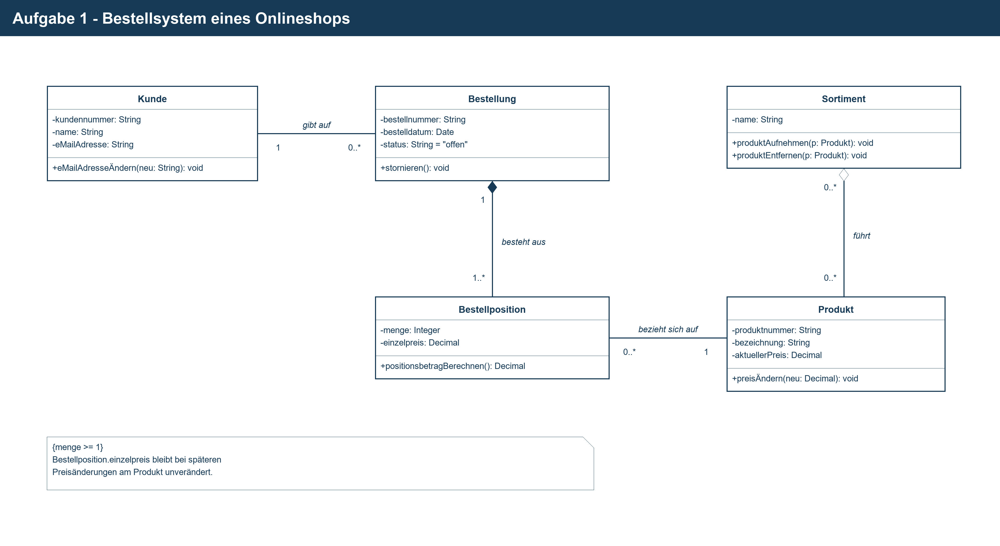 Aufgabe 1 - Bestellsystem eines Onlineshops
Kunde
-kundennummer: String
-name: String
-eMailAdresse: String
+eMailAdresseÄndern(neu: String): void
gibt auf
1
0..*
Bestellung
-bestellnummer: String
-bestelldatum: Date
-status: String = "offen"
+stornieren(): void
Sortiment
-name: String
+produktAufnehmen(p: Produkt): void
+produktEntfernen(p: Produkt): void
1
besteht aus
1..*
0..*
führt
0..*
Bestellposition
-menge: Integer
-einzelpreis: Decimal
+positionsbetragBerechnen(): Decimal
bezieht sich auf
0..*
1
Produkt
-produktnummer: String
-bezeichnung: String
-aktuellerPreis: Decimal
+preisÄndern(neu: Decimal): void
{menge >= 1}
Bestellposition.einzelpreis bleibt bei späteren
Preisänderungen am Produkt unverändert.